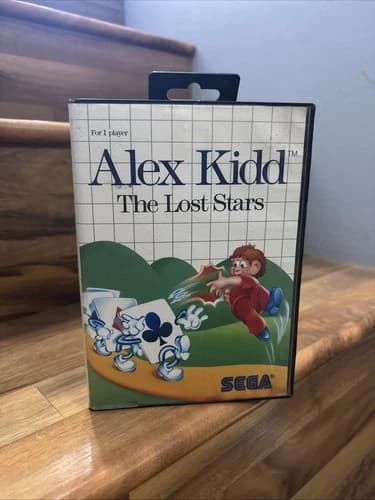 For 1 player
Alex Kidd™
The Lost Stars
SEGA®